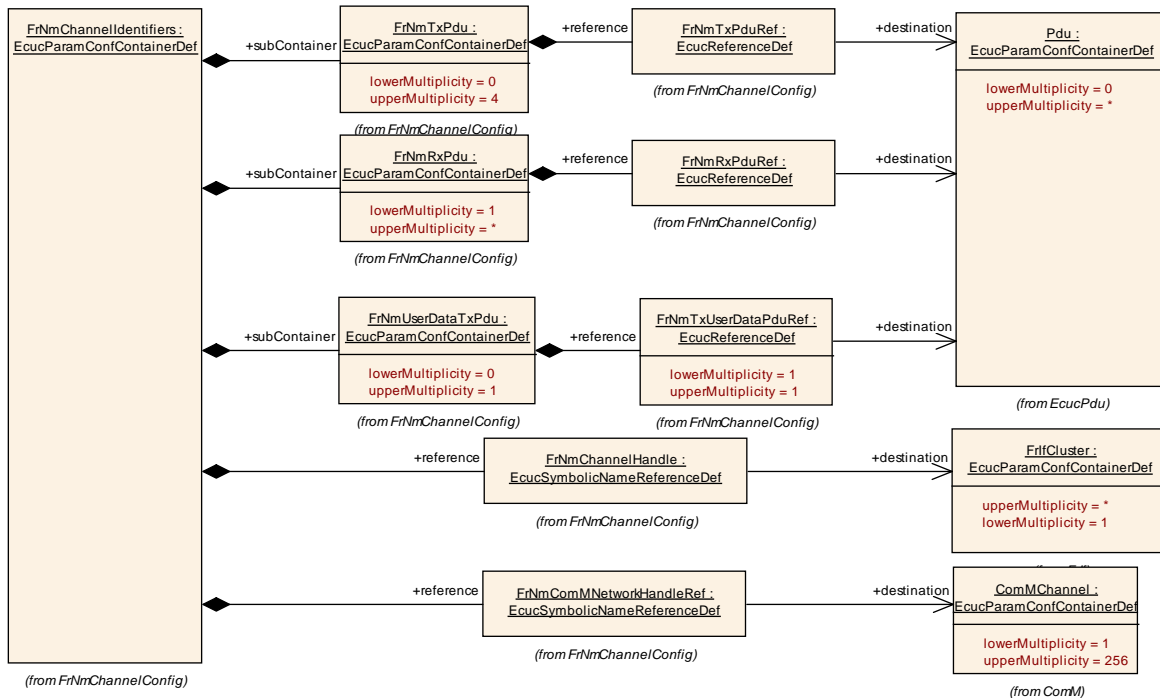 FrNmChannelIdentifiers :
EcucParamConfContainerDef
(from FrNmChannelConfig)
+subContainer
FrNmTxPdu :
EcucParamConfContainerDef
lowerMultiplicity = 0
upperMultiplicity = 4
(from FrNmChannelConfig)
+reference
FrNmTxPduRef :
EcucReferenceDef
(from FrNmChannelConfig)
+destination
Pdu :
EcucParamConfContainerDef
lowerMultiplicity = 0
upperMultiplicity = *
(from EcucPdu)
+subContainer
FrNmRxPdu :
EcucParamConfContainerDef
lowerMultiplicity = 1
upperMultiplicity = *
(from FrNmChannelConfig)
+reference
FrNmRxPduRef :
EcucReferenceDef
(from FrNmChannelConfig)
+destination
+subContainer
FrNmUserDataTxPdu :
EcucParamConfContainerDef
lowerMultiplicity = 0
upperMultiplicity = 1
(from FrNmChannelConfig)
+reference
FrNmTxUserDataPduRef :
EcucReferenceDef
lowerMultiplicity = 1
upperMultiplicity = 1
(from FrNmChannelConfig)
+destination
+reference
FrNmChannelHandle :
EcucSymbolicNameReferenceDef
(from FrNmChannelConfig)
+destination
FrIfCluster :
EcucParamConfContainerDef
upperMultiplicity = *
lowerMultiplicity = 1
+reference
FrNmComMNetworkHandleRef :
EcucSymbolicNameReferenceDef
(from FrNmChannelConfig)
+destination
ComMChannel :
EcucParamConfContainerDef
lowerMultiplicity = 1
upperMultiplicity = 256
(from ComM)